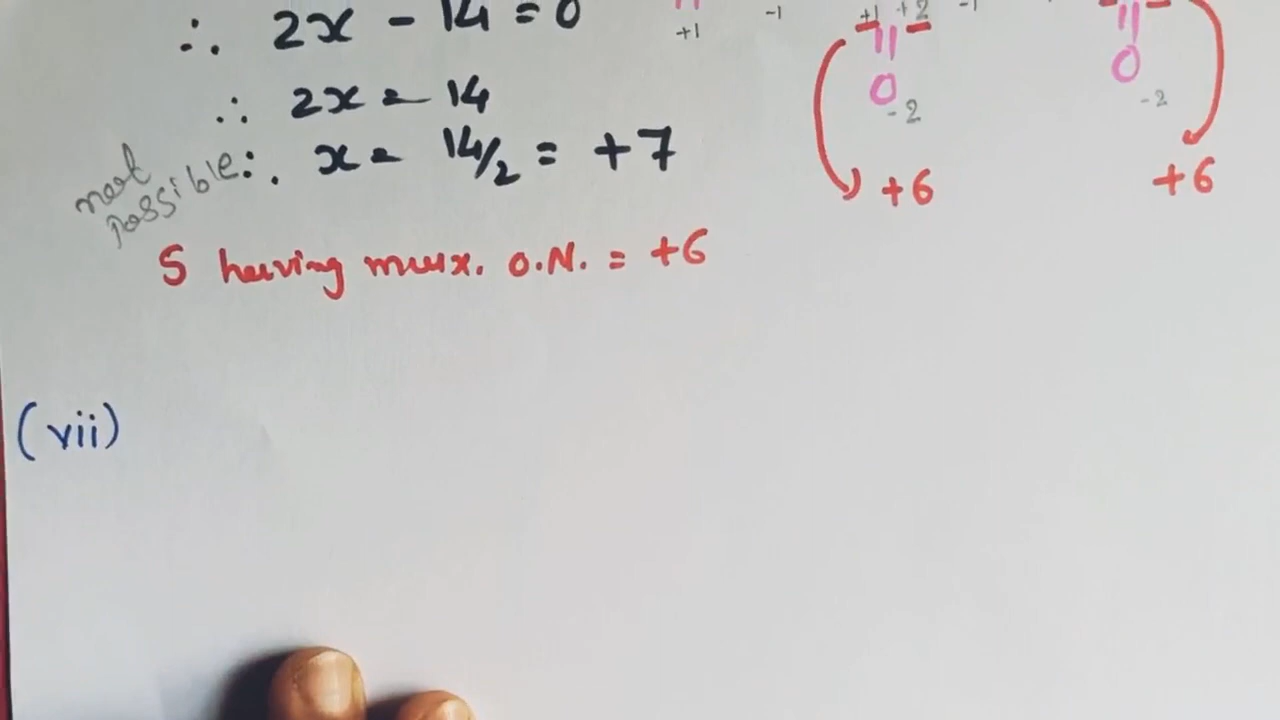 ∴ 2x - 14 = 0
+1 -1 +1 +2 -1
O O
-2 -2
∴ 2x = 14
not possible ∴ x = 14/2 = +7
+6 +6
S having max. O.N. = +6
(vii)